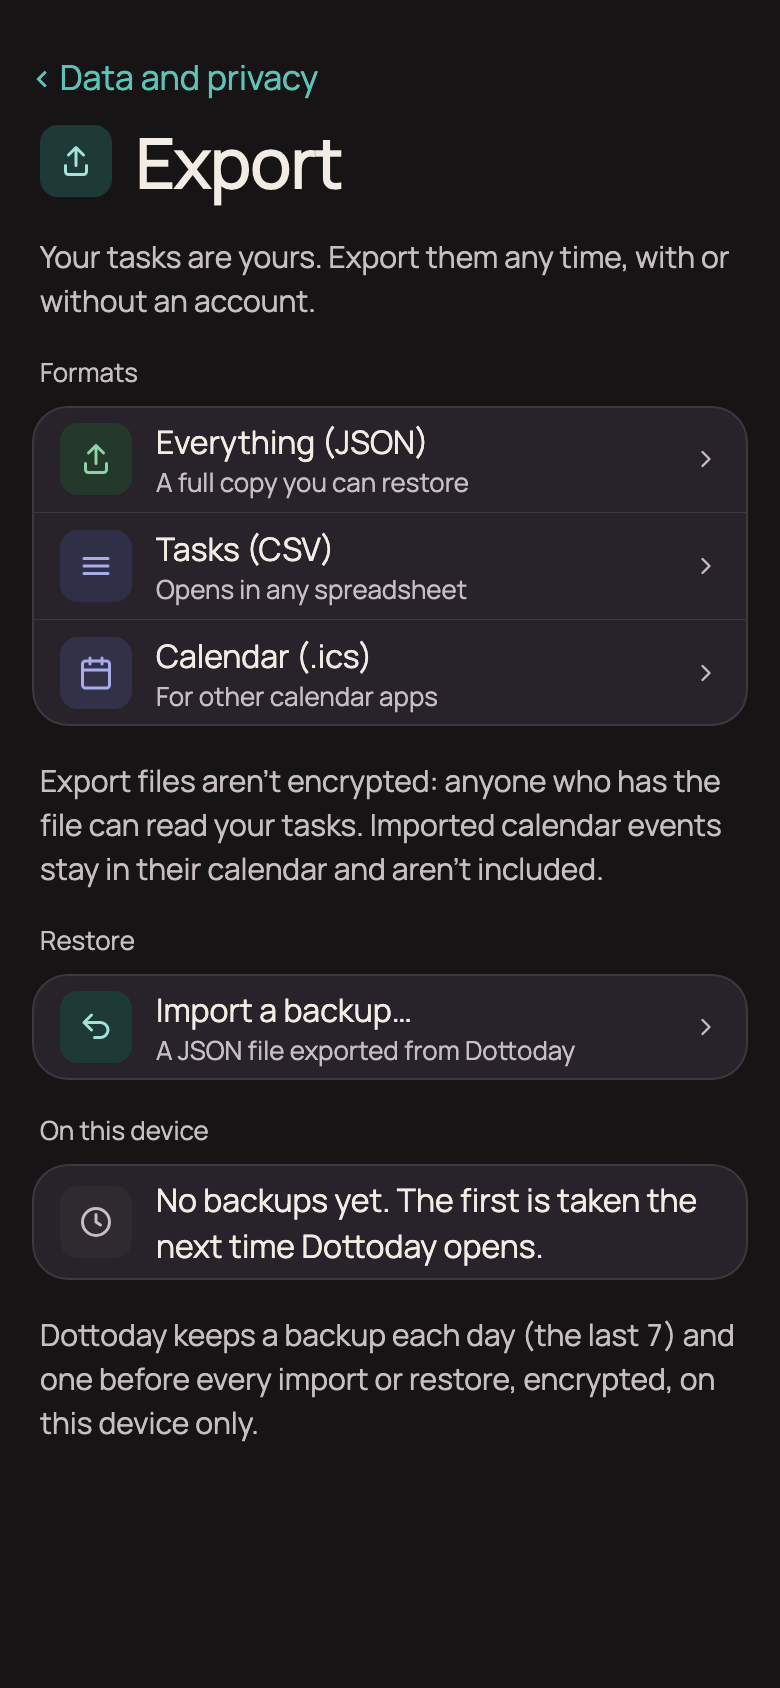 Data and privacy
Export
Your tasks are yours. Export them any time, with or
without an account.
Formats
Everything (JSON)
A full copy you can restore
Tasks (CSV)
Opens in any spreadsheet
Calendar (.ics)
For other calendar apps
Export files aren’t encrypted: anyone who has the
file can read your tasks. Imported calendar events
stay in their calendar and aren’t included.
Restore
Import a backup…
A JSON file exported from Dottoday
On this device
No backups yet. The first is taken the
next time Dottoday opens.
Dottoday keeps a backup each day (the last 7) and
one before every import or restore, encrypted, on
this device only.